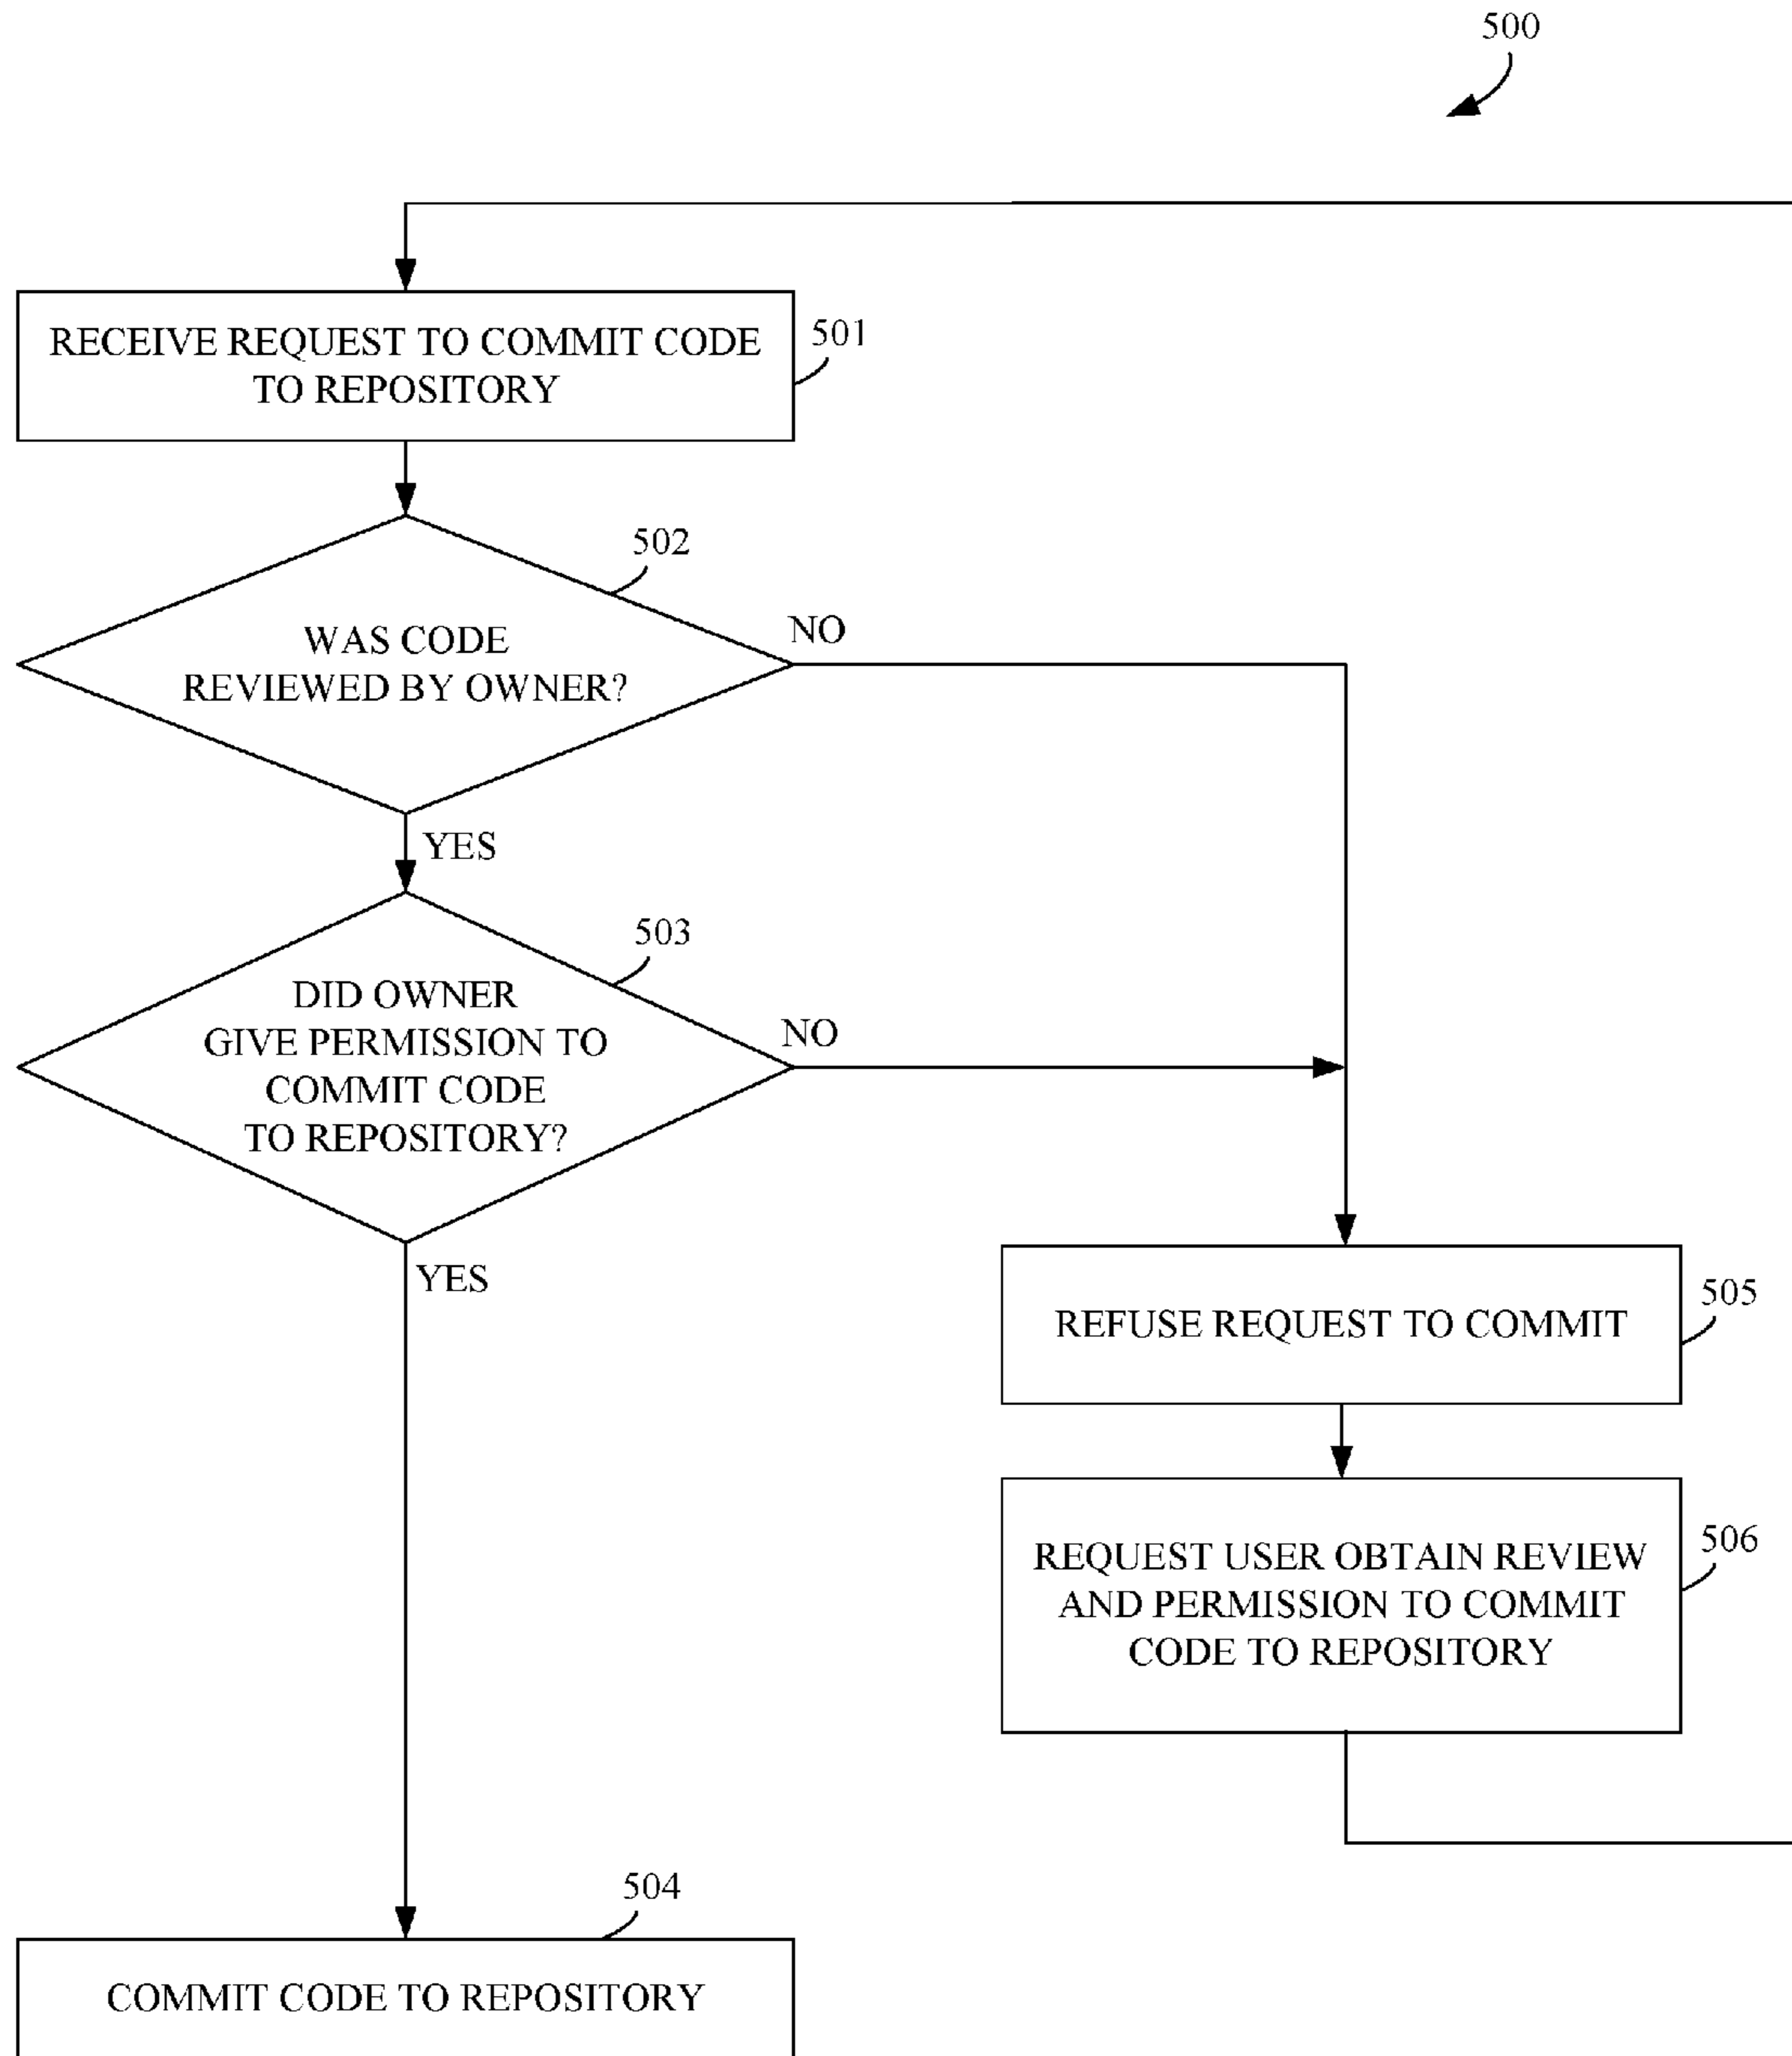 500
RECEIVE REQUEST TO COMMIT CODE
TO REPOSITORY
501
502
WAS CODE
REVIEWED BY OWNER?
NO
YES
503
DID OWNER
GIVE PERMISSION TO
COMMIT CODE
TO REPOSITORY?
NO
YES
505
REFUSE REQUEST TO COMMIT
506
REQUEST USER OBTAIN REVIEW
AND PERMISSION TO COMMIT
CODE TO REPOSITORY
504
COMMIT CODE TO REPOSITORY